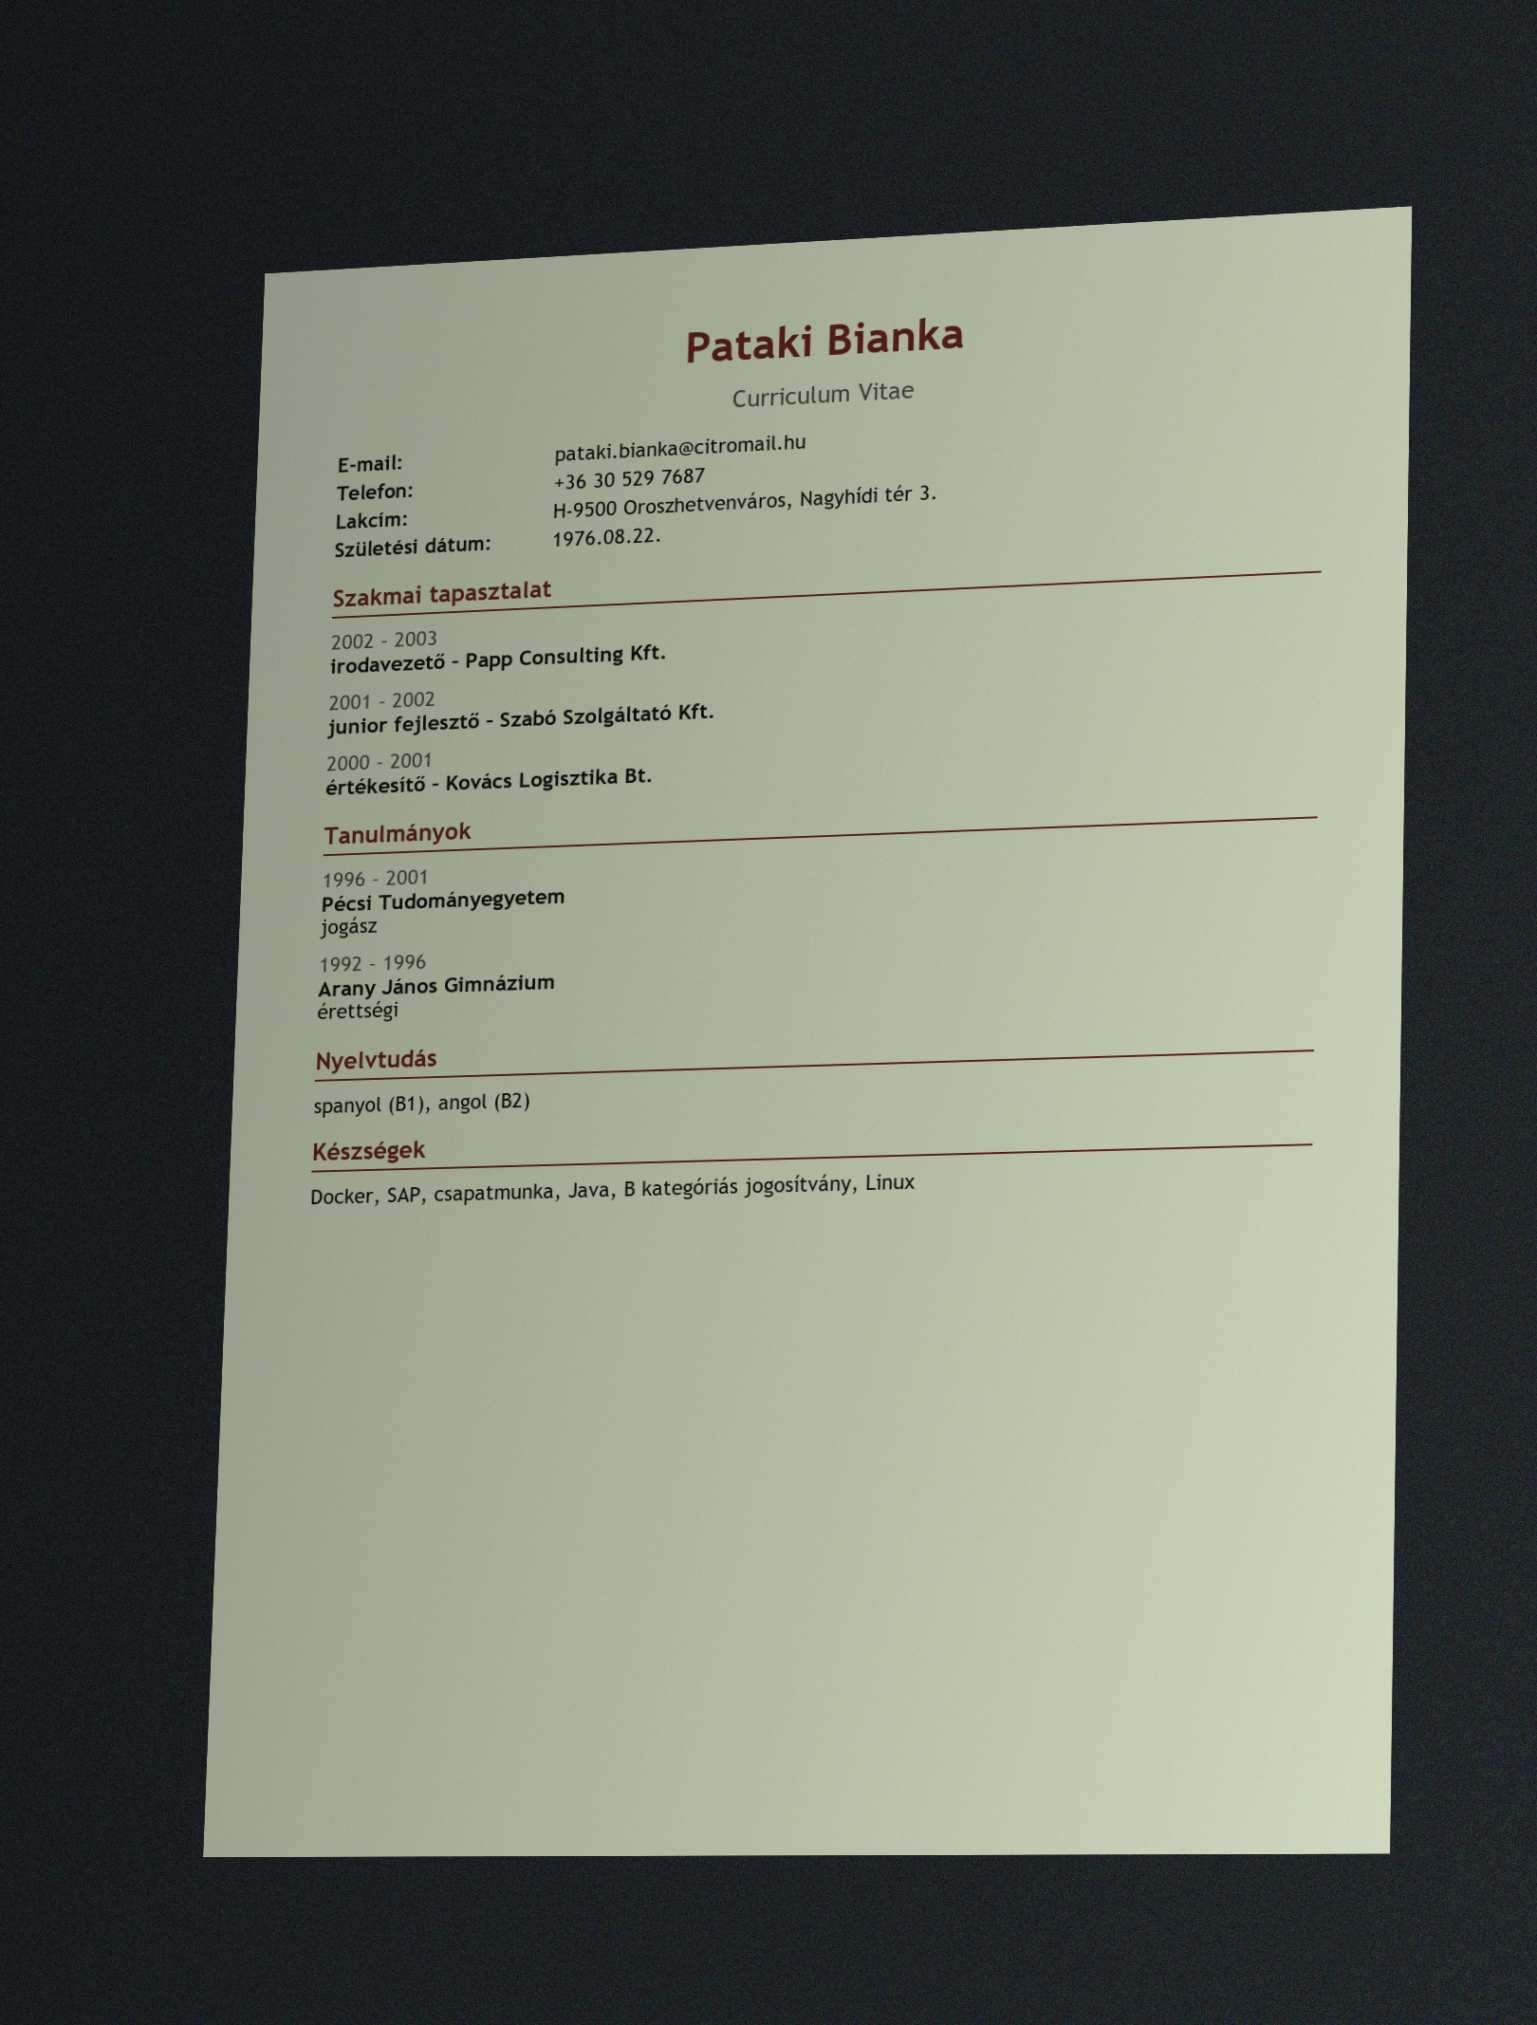 Pataki Bianka
Curriculum Vitae
E-mail: pataki.bianka@citromail.hu
Telefon: +36 30 529 7687
Lakcím: H-9500 Oroszhetvenváros, Nagyhídi tér 3.
Születési dátum: 1976.08.22.
Szakmai tapasztalat
2002 – 2003
irodavezető – Papp Consulting Kft.
2001 – 2002
junior fejlesztő – Szabó Szolgáltató Kft.
2000 – 2001
értékesítő – Kovács Logisztika Bt.
Tanulmányok
1996 – 2001
Pécsi Tudományegyetem
jogász
1992 – 1996
Arany János Gimnázium
érettségi
Nyelvtudás
spanyol (B1), angol (B2)
Készségek
Docker, SAP, csapatmunka, Java, B kategóriás jogosítvány, Linux